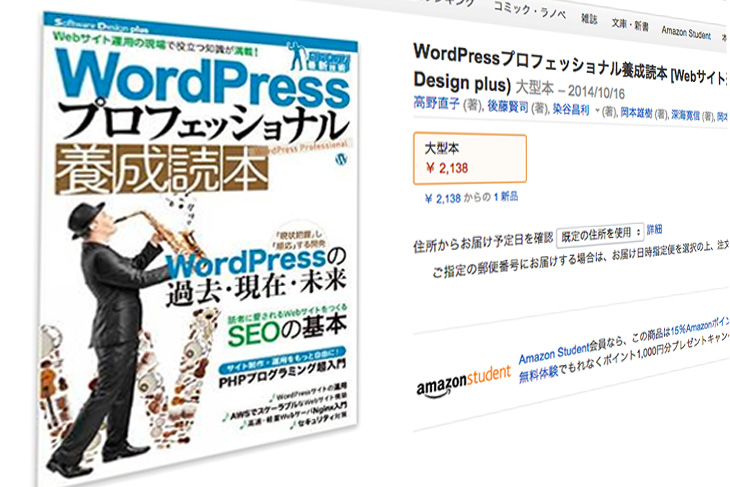 Software Design plus
Webサイト運用の現場で役立つ知識が満載!
WordPress
プロフェッショナル
養成読本
WordPress Professional
「現状把握」し
「順応」する開発
WordPressの
過去・現在・未来
読者に愛されるWebサイトをつくる
SEOの基本
サイト制作・運用をもっと自由に!
PHPプログラミング超入門
WordPressサイトの運用
AWSでスケーラブルなWebサイト構築
高速・軽量WebサーバNginx入門
セキュリティ対策
コミック・ラノベ 雑誌 文庫・新書 Amazon Student 本
WordPressプロフェッショナル養成読本 [Webサイト
Design plus) 大型本 – 2014/10/16
高野直子 (著), 後藤賢司 (著), 染谷昌利 (著), 岡本雄樹 (著), 深海寛信 (著), 岡本
大型本
¥ 2,138
¥ 2,138 からの 1 新品
住所からお届け予定日を確認 既定の住所を使用 詳細
ご指定の郵便番号にお届けする場合は、お届け日時指定便を選択の上、注文
amazonstudent
Amazon Student会員なら、この商品は15%Amazonポイン
無料体験でもれなくポイント1,000円分プレゼントキャン